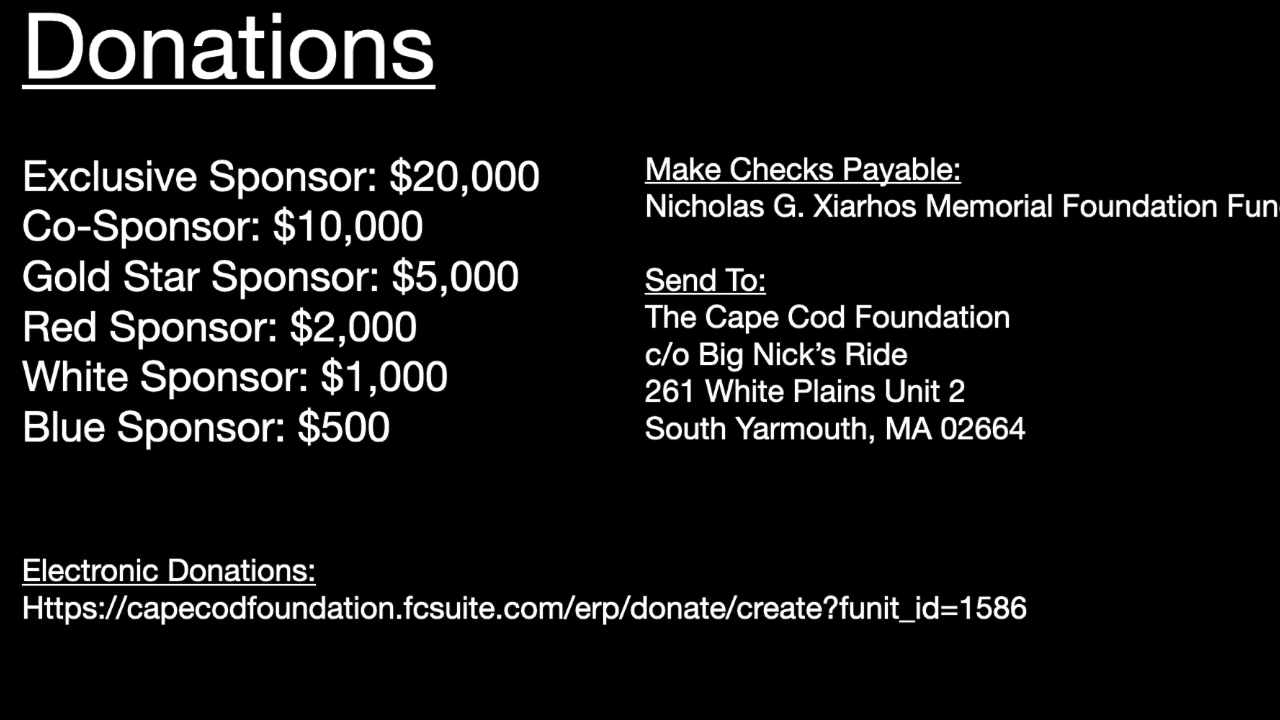 Donations
Exclusive Sponsor: $20,000
Co-Sponsor: $10,000
Gold Star Sponsor: $5,000
Red Sponsor: $2,000
White Sponsor: $1,000
Blue Sponsor: $500
Make Checks Payable:
Nicholas G. Xiarhos Memorial Foundation Fun
Send To:
The Cape Cod Foundation
c/o Big Nick’s Ride
261 White Plains Unit 2
South Yarmouth, MA 02664
Electronic Donations:
Https://capecodfoundation.fcsuite.com/erp/donate/create?funit_id=1586